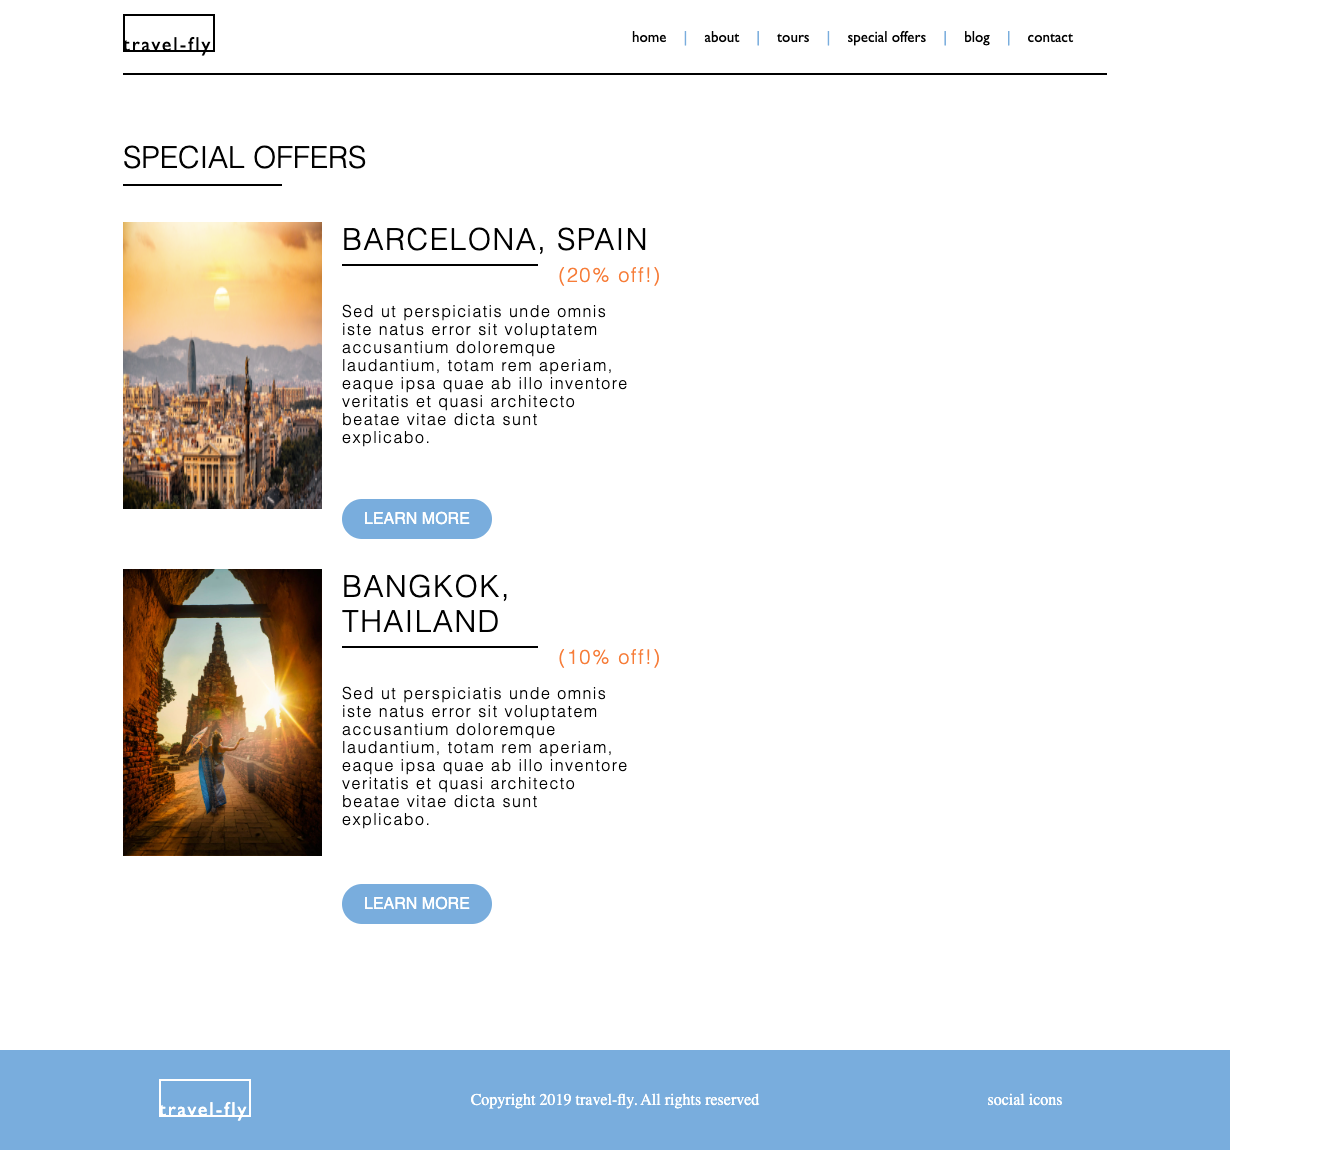 travel-fly
home | about | tours | special offers | blog | contact
SPECIAL OFFERS
BARCELONA, SPAIN
(20% off!)
Sed ut perspiciatis unde omnis
iste natus error sit voluptatem
accusantium doloremque
laudantium, totam rem aperiam,
eaque ipsa quae ab illo inventore
veritatis et quasi architecto
beatae vitae dicta sunt
explicabo.
LEARN MORE
BANGKOK,
THAILAND
(10% off!)
Sed ut perspiciatis unde omnis
iste natus error sit voluptatem
accusantium doloremque
laudantium, totam rem aperiam,
eaque ipsa quae ab illo inventore
veritatis et quasi architecto
beatae vitae dicta sunt
explicabo.
LEARN MORE
travel-fly
Copyright 2019 travel-fly. All rights reserved
social icons